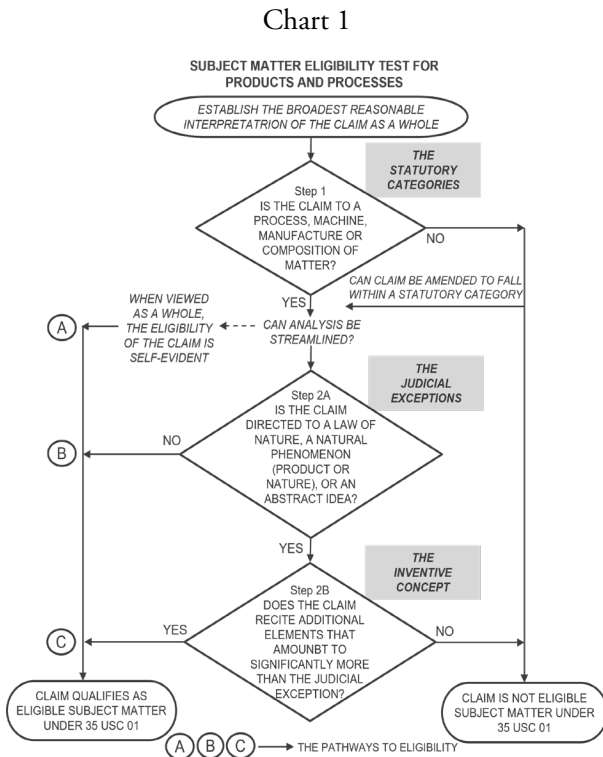 Chart 1
SUBJECT MATTER ELIGIBILITY TEST FOR
PRODUCTS AND PROCESSES
ESTABLISH THE BROADEST REASONABLE
INTERPRETATRION OF THE CLAIM AS A WHOLE
THE
STATUTORY
CATEGORIES
Step 1
IS THE CLAIM TO A
PROCESS, MACHINE,
MANUFACTURE OR
COMPOSITION OF
MATTER?
NO
YES
CAN CLAIM BE AMENDED TO FALL
WITHIN A STATUTORY CATEGORY
A
WHEN VIEWED
AS A WHOLE,
THE ELIGIBILITY
OF THE CLAIM IS
SELF-EVIDENT
CAN ANALYSIS BE
STREAMLINED?
THE
JUDICIAL
EXCEPTIONS
Step 2A
IS THE CLAIM
DIRECTED TO A LAW OF
NATURE, A NATURAL
PHENOMENON
(PRODUCT OR
NATURE), OR AN
ABSTRACT IDEA?
NO
B
YES
THE
INVENTIVE
CONCEPT
Step 2B
DOES THE CLAIM
RECITE ADDITIONAL
ELEMENTS THAT
AMOUNBT TO
SIGNIFICANTLY MORE
THAN THE JUDICIAL
EXCEPTION?
C
YES
NO
CLAIM QUALIFIES AS
ELIGIBLE SUBJECT MATTER
UNDER 35 USC 01
CLAIM IS NOT ELIGIBLE
SUBJECT MATTER UNDER
35 USC 01
A B C THE PATHWAYS TO ELIGIBILITY